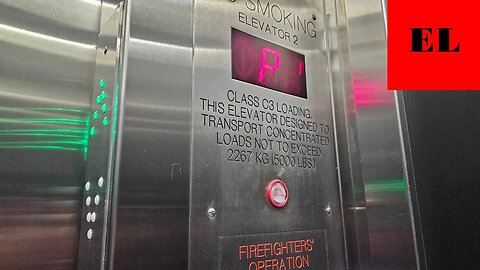 SMOKING
ELEVATOR 2
P1
CLASS C3 LOADING.
THIS ELEVATOR DESIGNED TO
TRANSPORT CONCENTRATED
LOADS NOT TO EXCEED
2267 KG (5000 LBS.)
FIREFIGHTERS'
OPERATION
EL